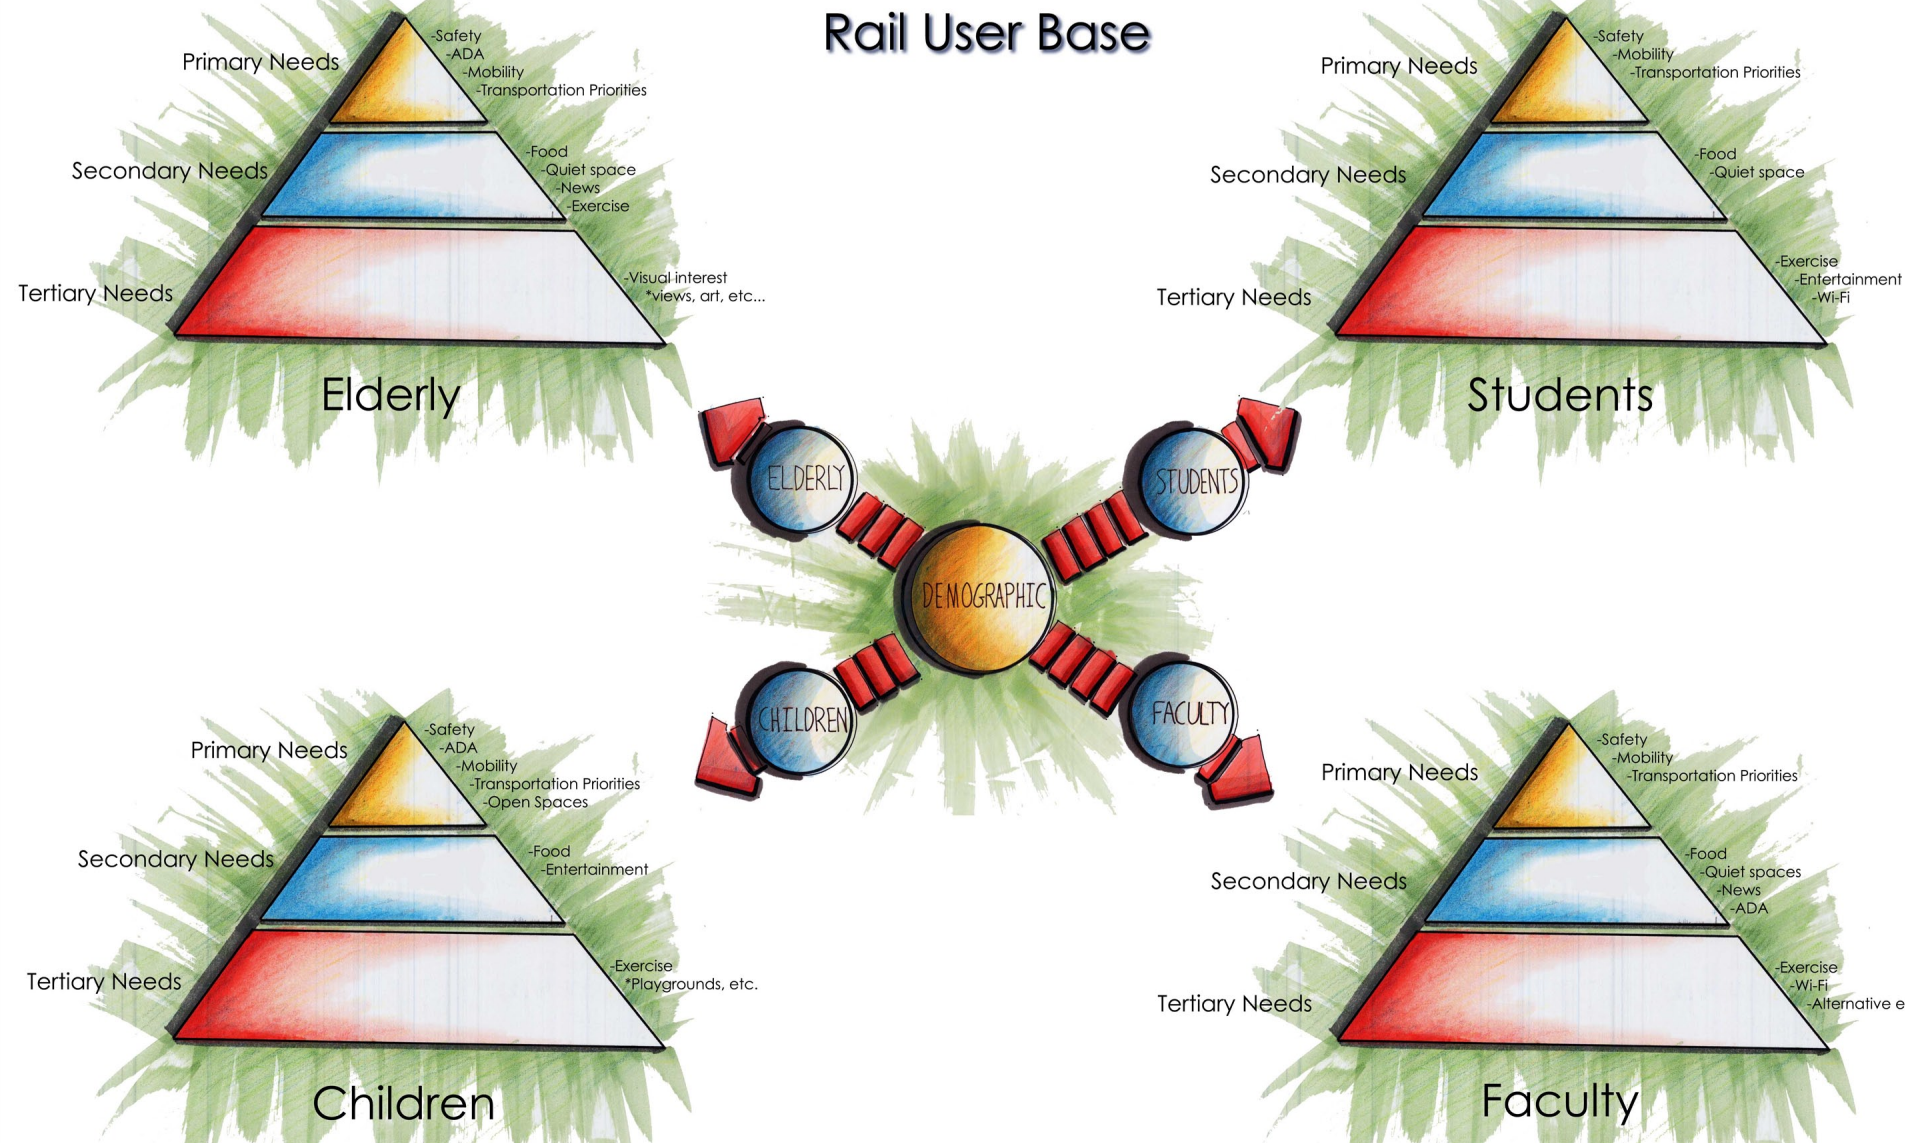 Rail User Base
Primary Needs
-Safety
-ADA
-Mobility
-Transportation Priorities
Secondary Needs
-Food
-Quiet space
-News
-Exercise
Tertiary Needs
-Visual interest
*views, art, etc...
Elderly
Primary Needs
-Safety
-Mobility
-Transportation Priorities
Secondary Needs
-Food
-Quiet space
Tertiary Needs
-Exercise
-Entertainment
-Wi-Fi
Students
ELDERLY
STUDENTS
DEMOGRAPHIC
CHILDREN
FACULTY
Primary Needs
-Safety
-ADA
-Mobility
-Transportation Priorities
-Open Spaces
Secondary Needs
-Food
-Entertainment
Tertiary Needs
-Exercise
*Playgrounds, etc.
Children
Primary Needs
-Safety
-Mobility
-Transportation Priorities
Secondary Needs
-Food
-Quiet spaces
-News
-ADA
Tertiary Needs
-Exercise
-Wi-Fi
-Alternative
Faculty